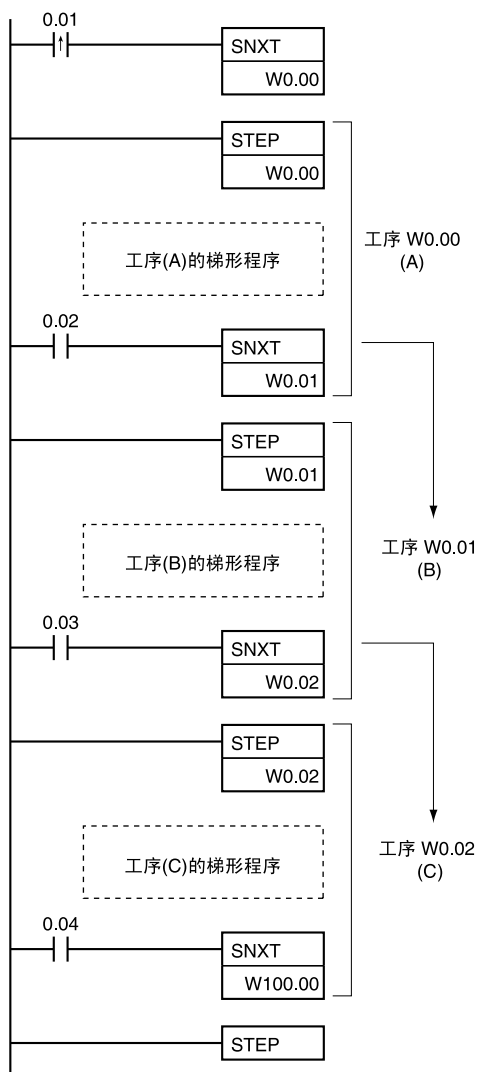 0.01
SNXT
W0.00
STEP
W0.00
工序(A)的梯形程序
工序 W0.00
(A)
0.02
SNXT
W0.01
STEP
W0.01
工序(B)的梯形程序
工序 W0.01
(B)
0.03
SNXT
W0.02
STEP
W0.02
工序(C)的梯形程序
工序 W0.02
(C)
0.04
SNXT
W100.00
STEP